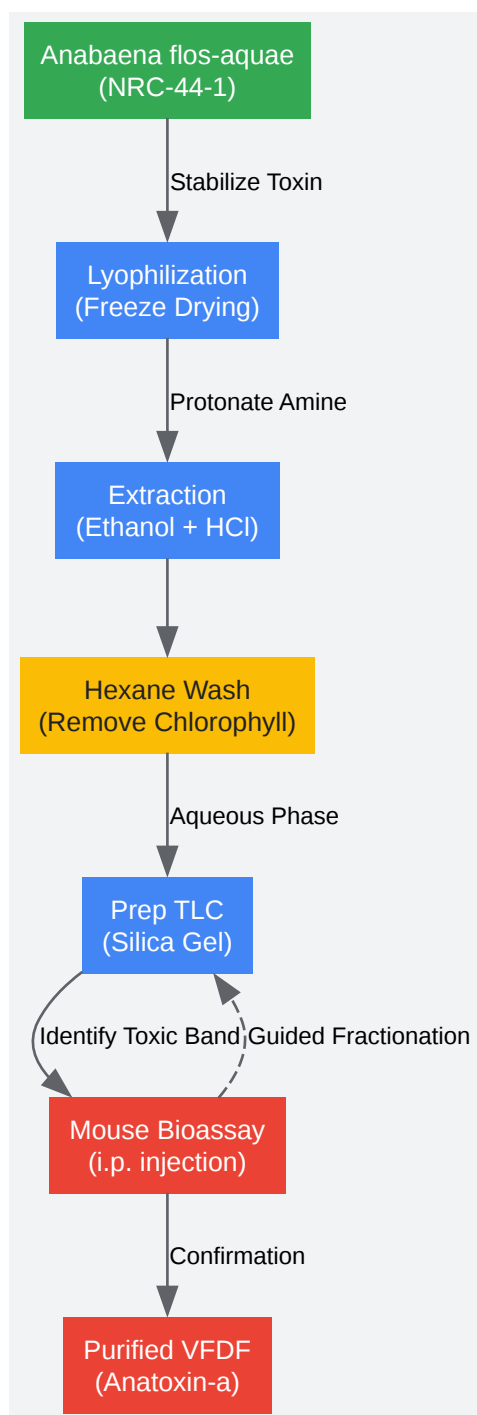 Anabaena flos-aquae
(NRC-44-1)
Stabilize Toxin
Lyophilization
(Freeze Drying)
Protonate Amine
Extraction
(Ethanol + HCl)
Hexane Wash
(Remove Chlorophyll)
Aqueous Phase
Prep TLC
(Silica Gel)
Identify Toxic Band
Guided Fractionation
Mouse Bioassay
(i.p. injection)
Confirmation
Purified VFDF
(Anatoxin-a)